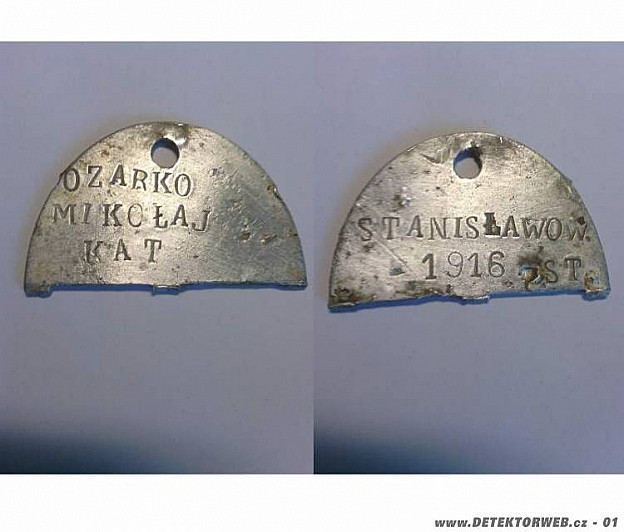 OZARKO
MIKOŁAJ
KAT
STANISŁAWOW.
1916 ST
www.DETEKTORWEB.cz - 01